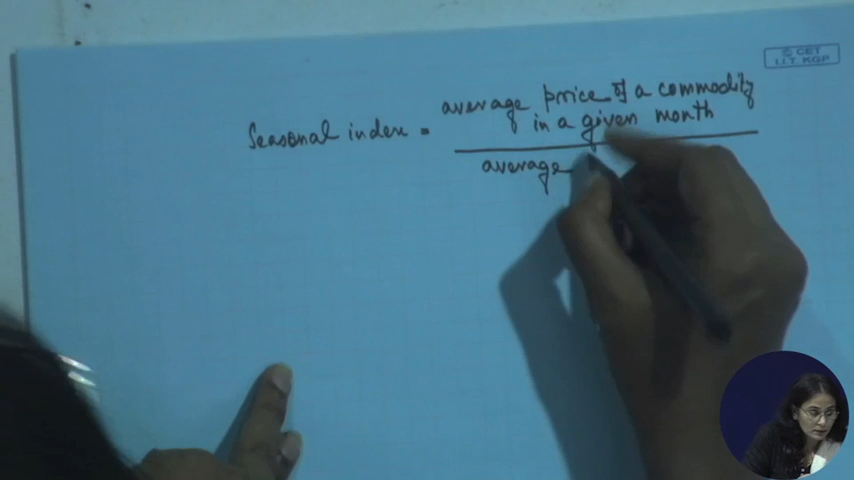 © CET
I.I.T. KGP
average price of a commodity
in a given month
Seasonal index =
average